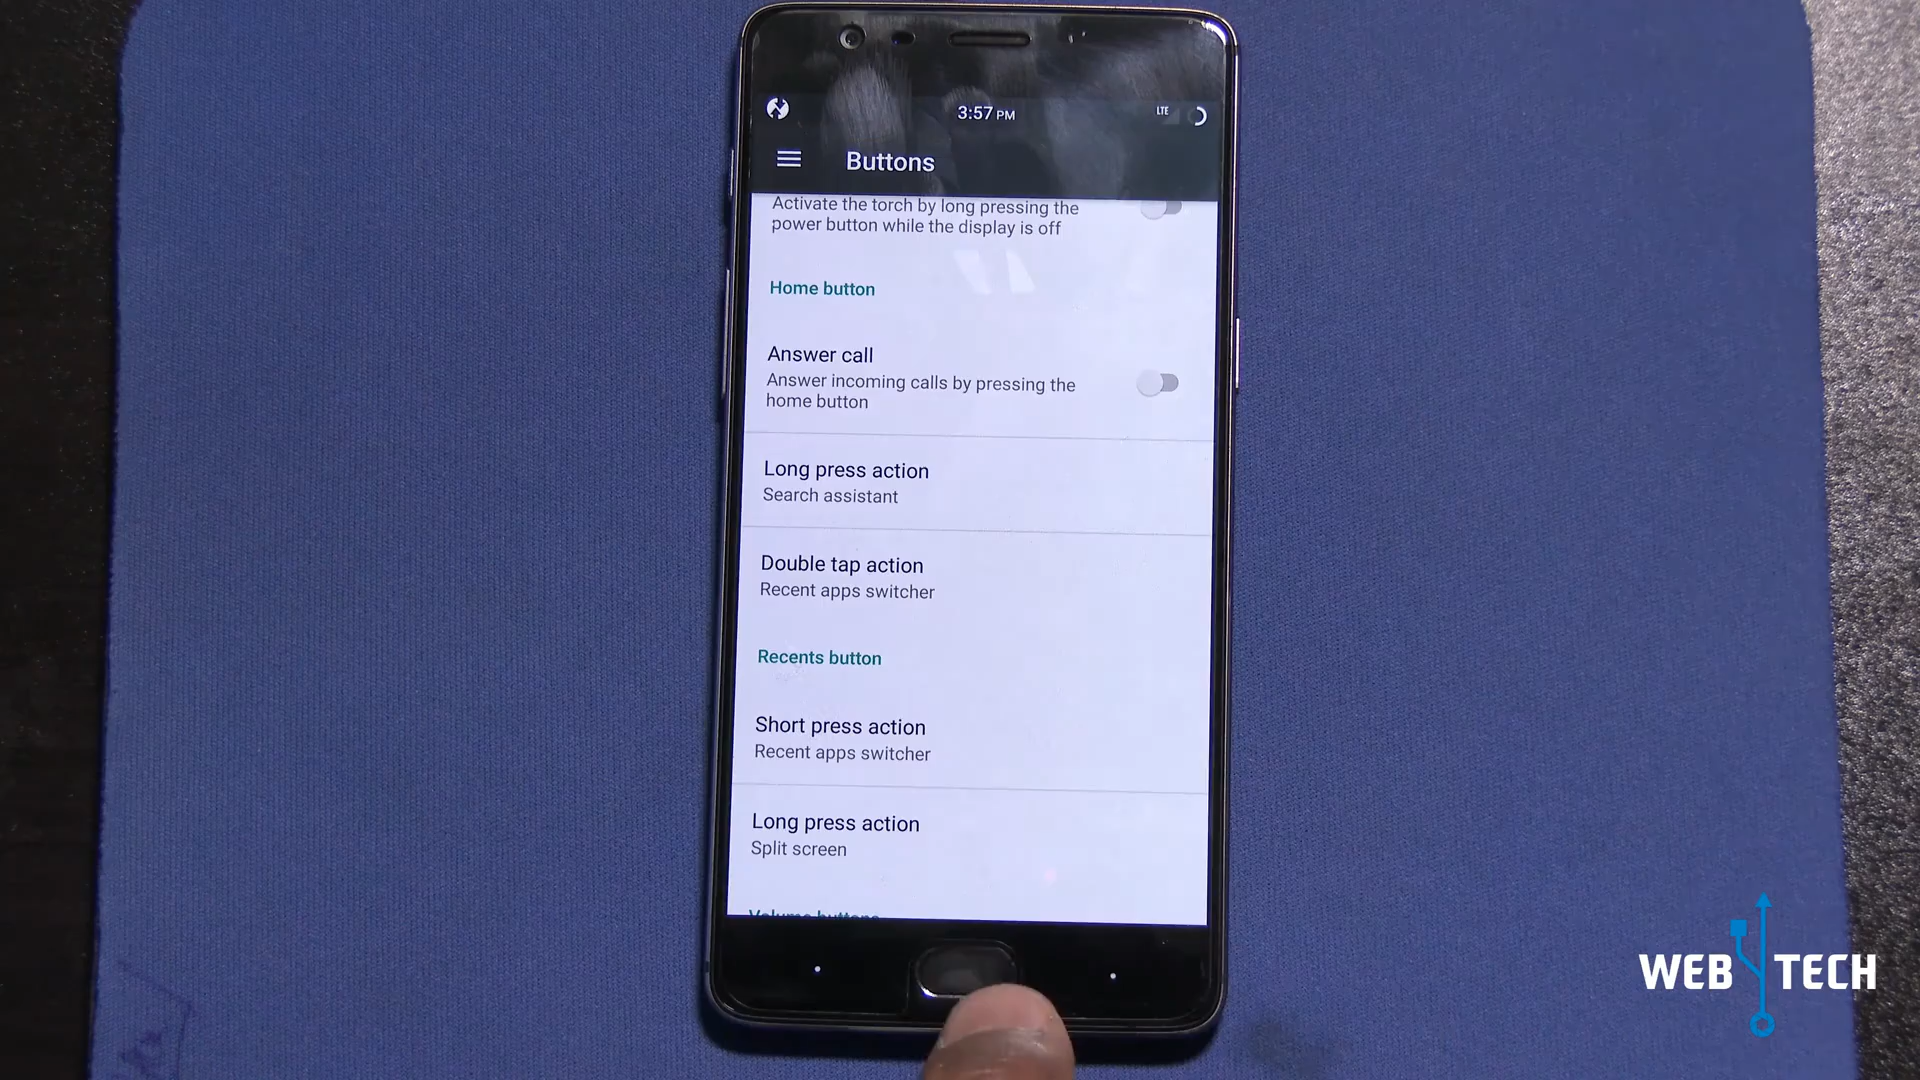 3:57 PM
LTE
Buttons
Activate the torch by long pressing the
power button while the display is off
Home button
Answer call
Answer incoming calls by pressing the
home button
Long press action
Search assistant
Double tap action
Recent apps switcher
Recents button
Short press action
Recent apps switcher
Long press action
Split screen
Volume buttons
WEB TECH